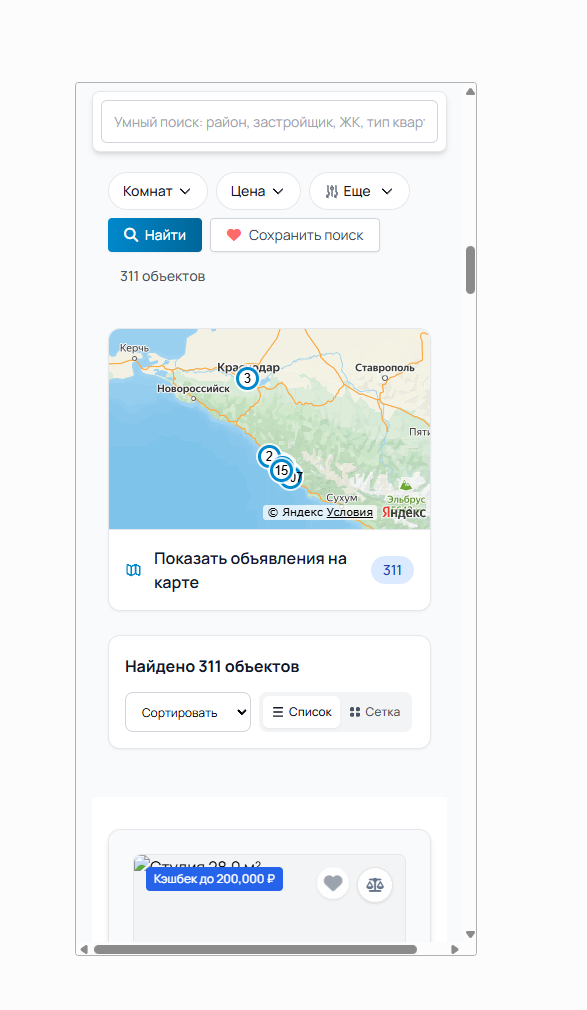 Умный поиск: район, застройщик, ЖК, тип кварт
Комнат
Цена
Еще
Найти
Сохранить поиск
311 объектов
Керчь
Краснодар
Ставрополь
3
Новороссийск
Пяти
2
15
07
Сухум
Эльбрус
© Яндекс Условия
Яндекс
Показать объявления на
карте
311
Найдено 311 объектов
Сортировать
Список
Сетка
Студия 28.9 м²
Кэшбек до 200,000 ₽